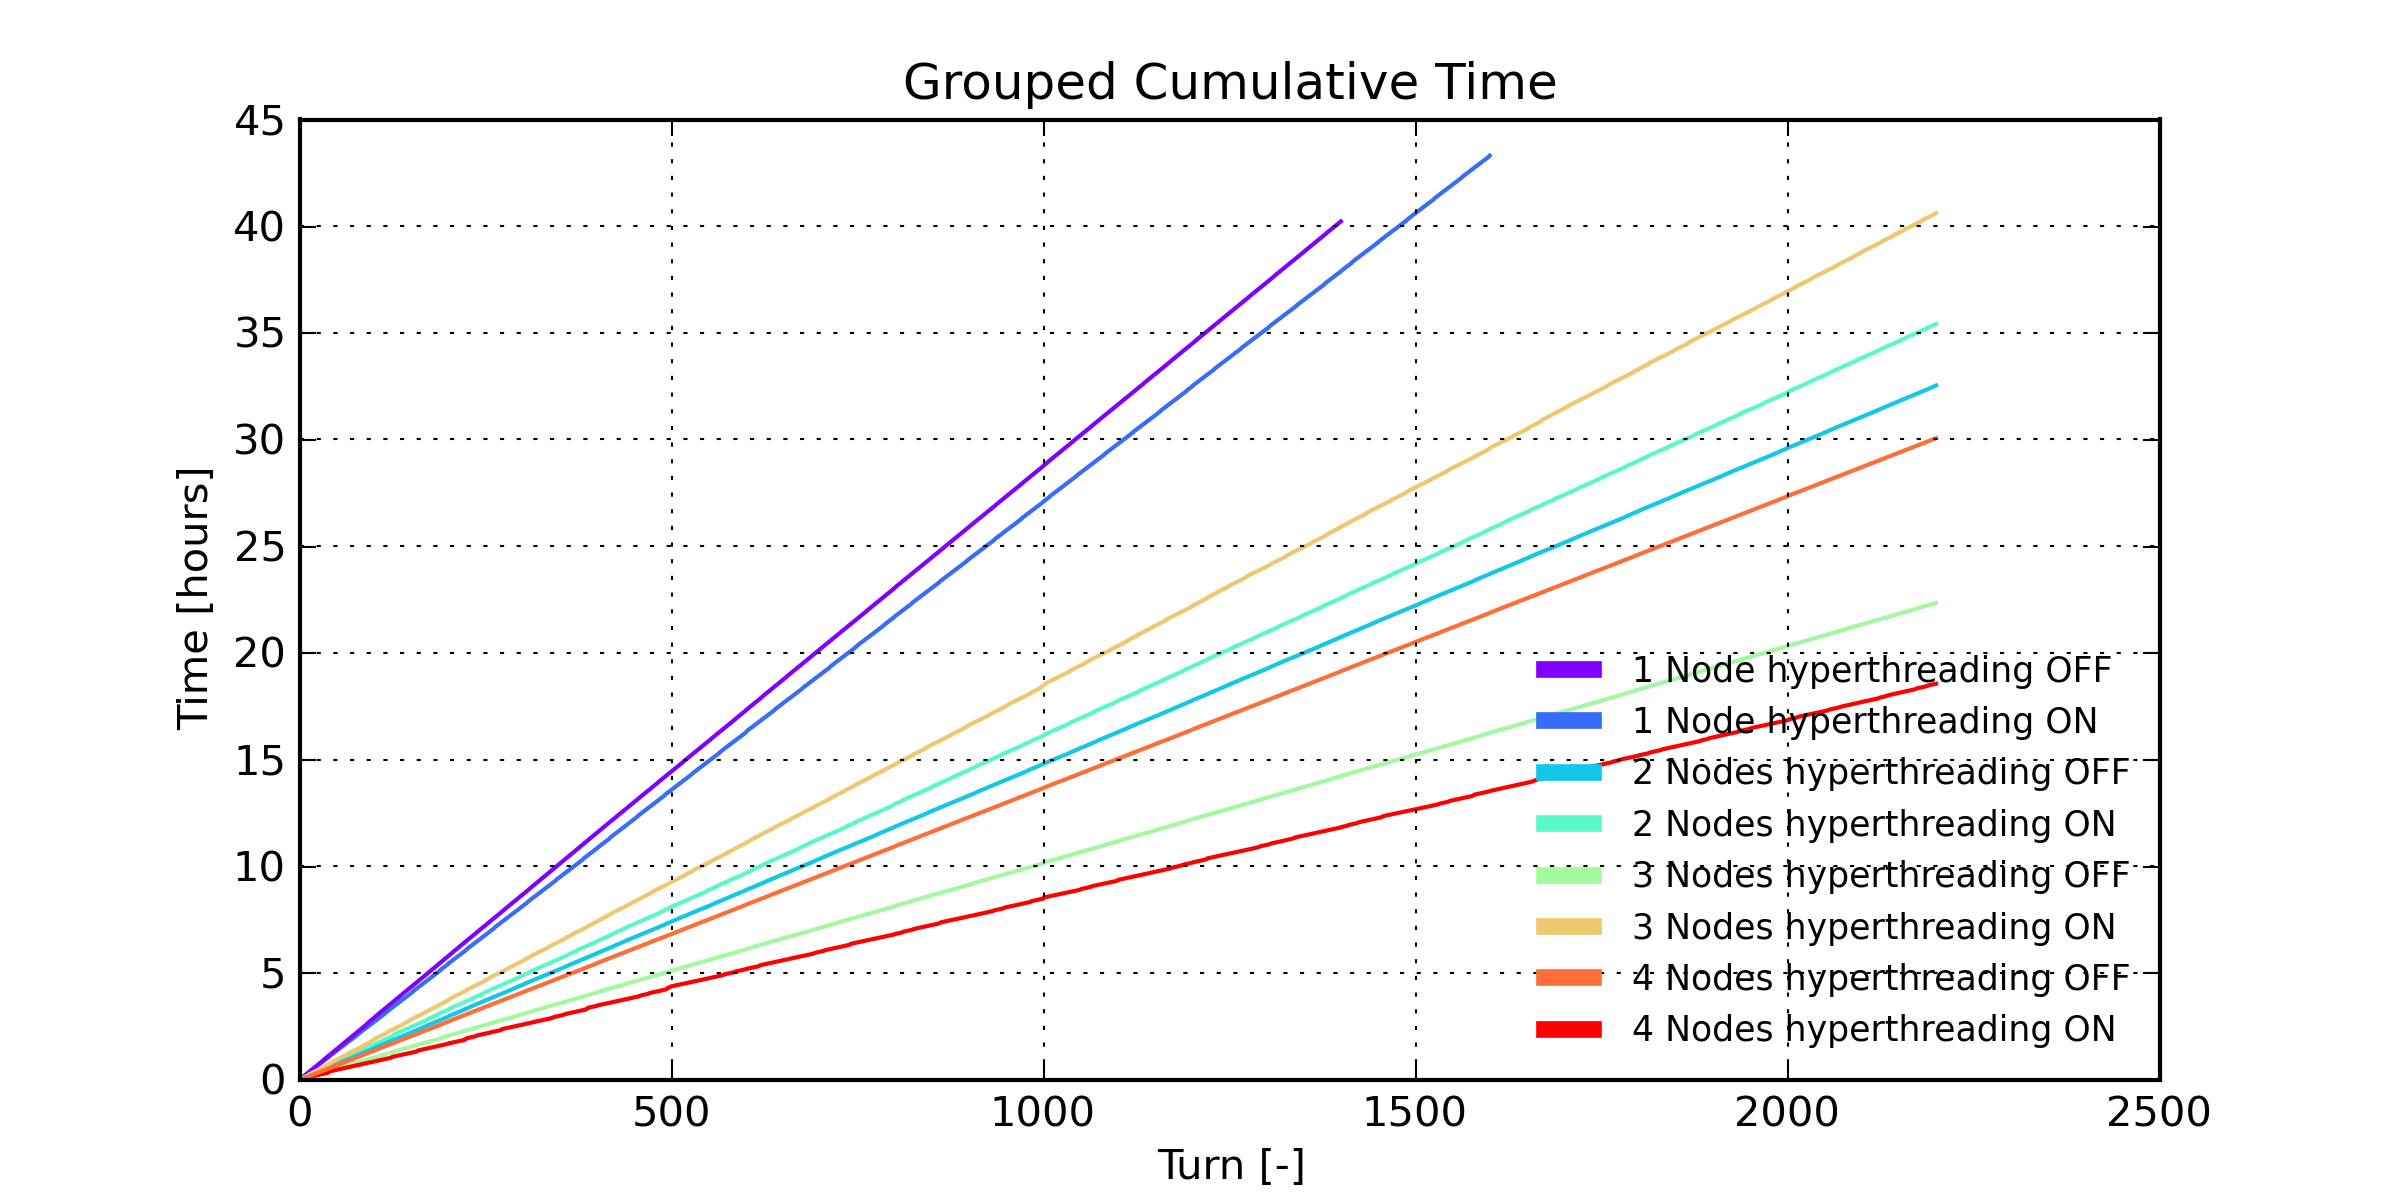 Grouped Cumulative Time
45
40
35
30
25
20
15
10
5
0
Time [hours]
1 Node hyperthreading OFF
1 Node hyperthreading ON
2 Nodes hyperthreading OFF
2 Nodes hyperthreading ON
3 Nodes hyperthreading OFF
3 Nodes hyperthreading ON
4 Nodes hyperthreading OFF
4 Nodes hyperthreading ON
0 500 1000 1500 2000 2500
Turn [-]